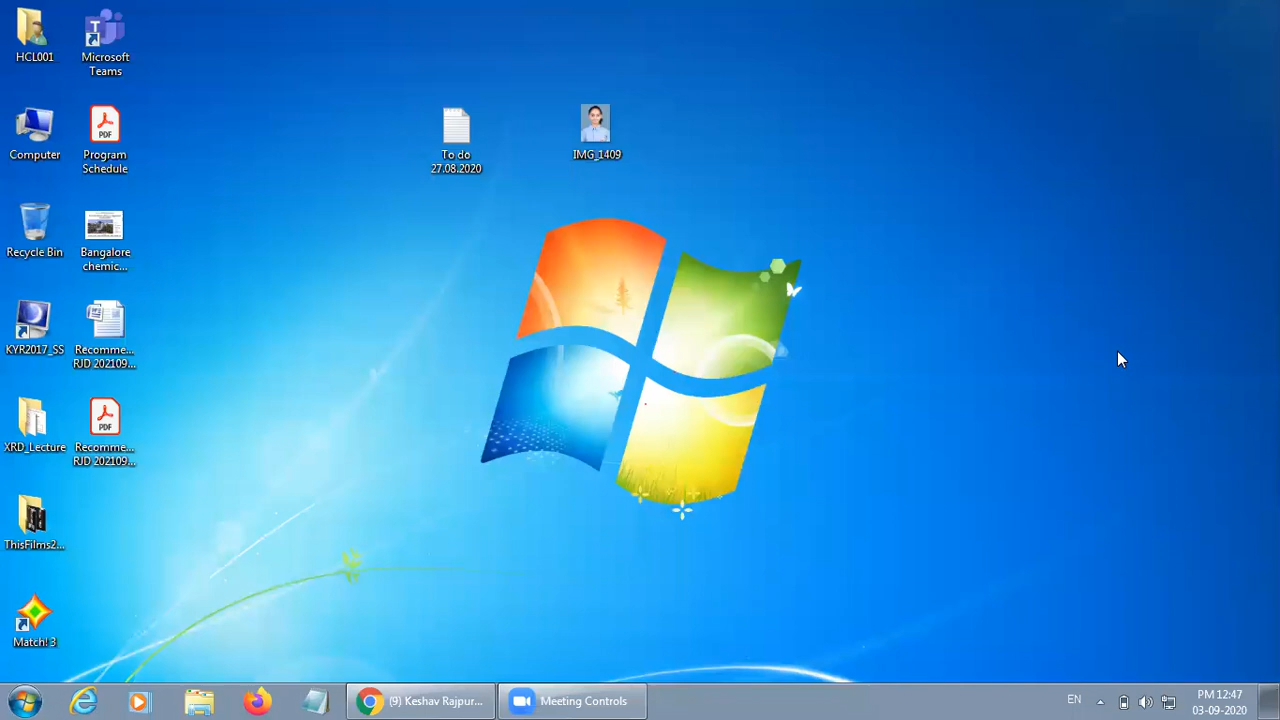 HCL001
Microsoft
Teams
Computer
Program
Schedule
To do
27.08.2020
IMG_1409
Recycle Bin
Bangalore
chemic...
KYR2017_SS
Recomme...
RJD 202109...
XRD_Lecture
Recomme...
RJD 202109...
ThisFilms2...
Match! 3
(9) Keshav Rajpur...
Meeting Controls
EN
PM 12:47
03-09-2020